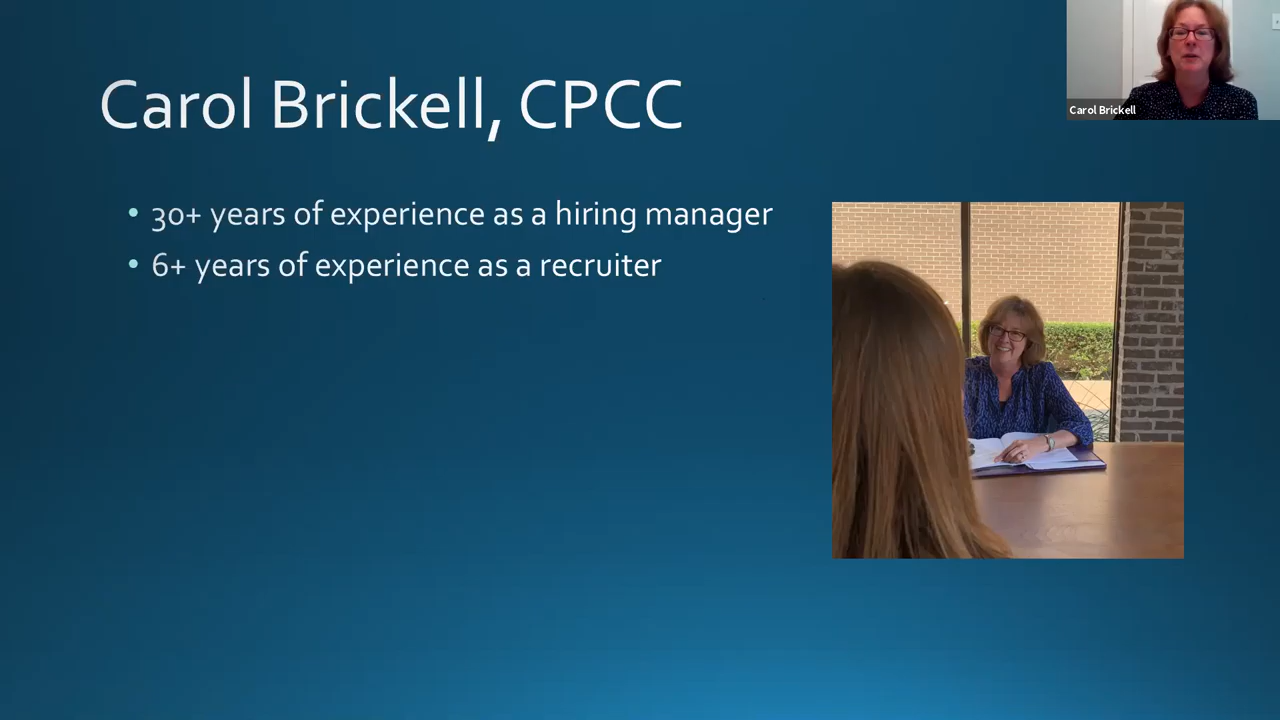 Carol Brickell, CPCC
Carol Brickell
• 30+ years of experience as a hiring manager
• 6+ years of experience as a recruiter